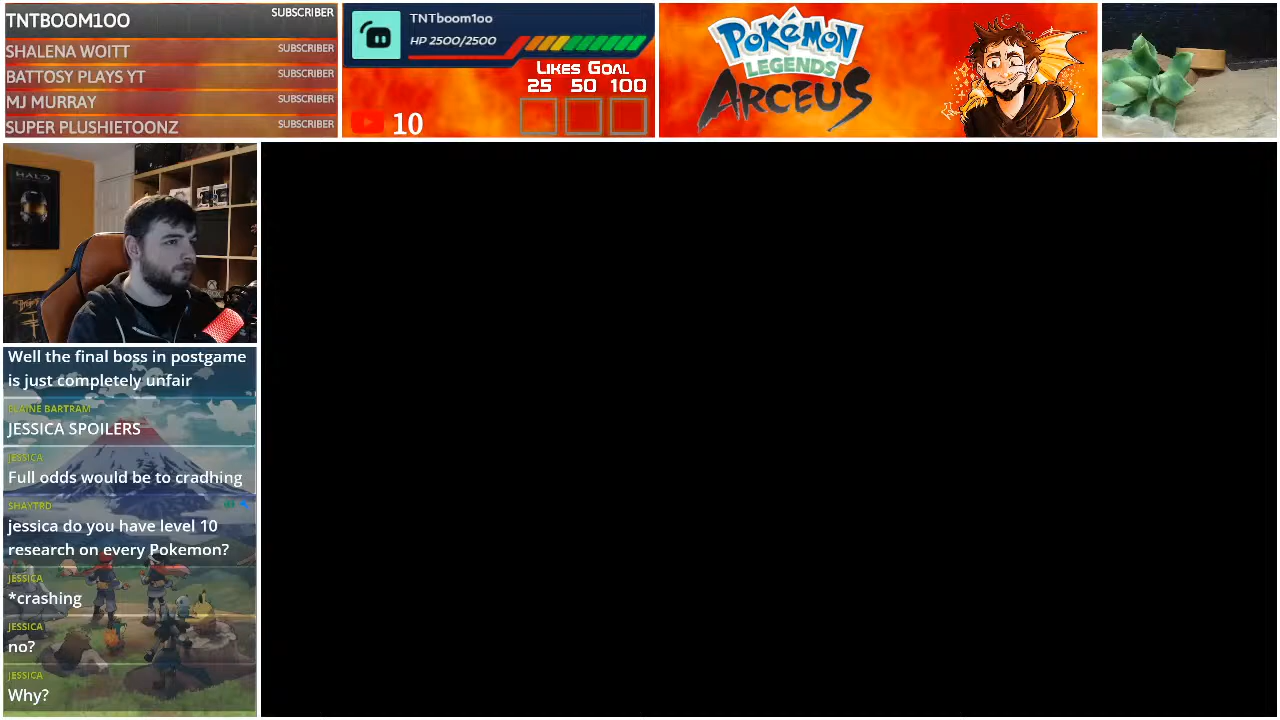 TNTBOOM1OO SUBSCRIBER
SHALENA WOITT SUBSCRIBER
BATTOSY PLAYS YT SUBSCRIBER
MJ MURRAY SUBSCRIBER
SUPER PLUSHIETOONZ SUBSCRIBER
TNTboom1oo
HP 2500/2500
LIKES GOAL
25 50 100
10
POKéMON
LEGENDS
ARCEUS
HALO
XBOX
Well the final boss in postgame
is just completely unfair
ELAINE BARTRAM
JESSICA SPOILERS
JESSICA
Full odds would be to cradhing
SHAYTRD
jessica do you have level 10
research on every Pokemon?
JESSICA
*crashing
JESSICA
no?
JESSICA
Why?